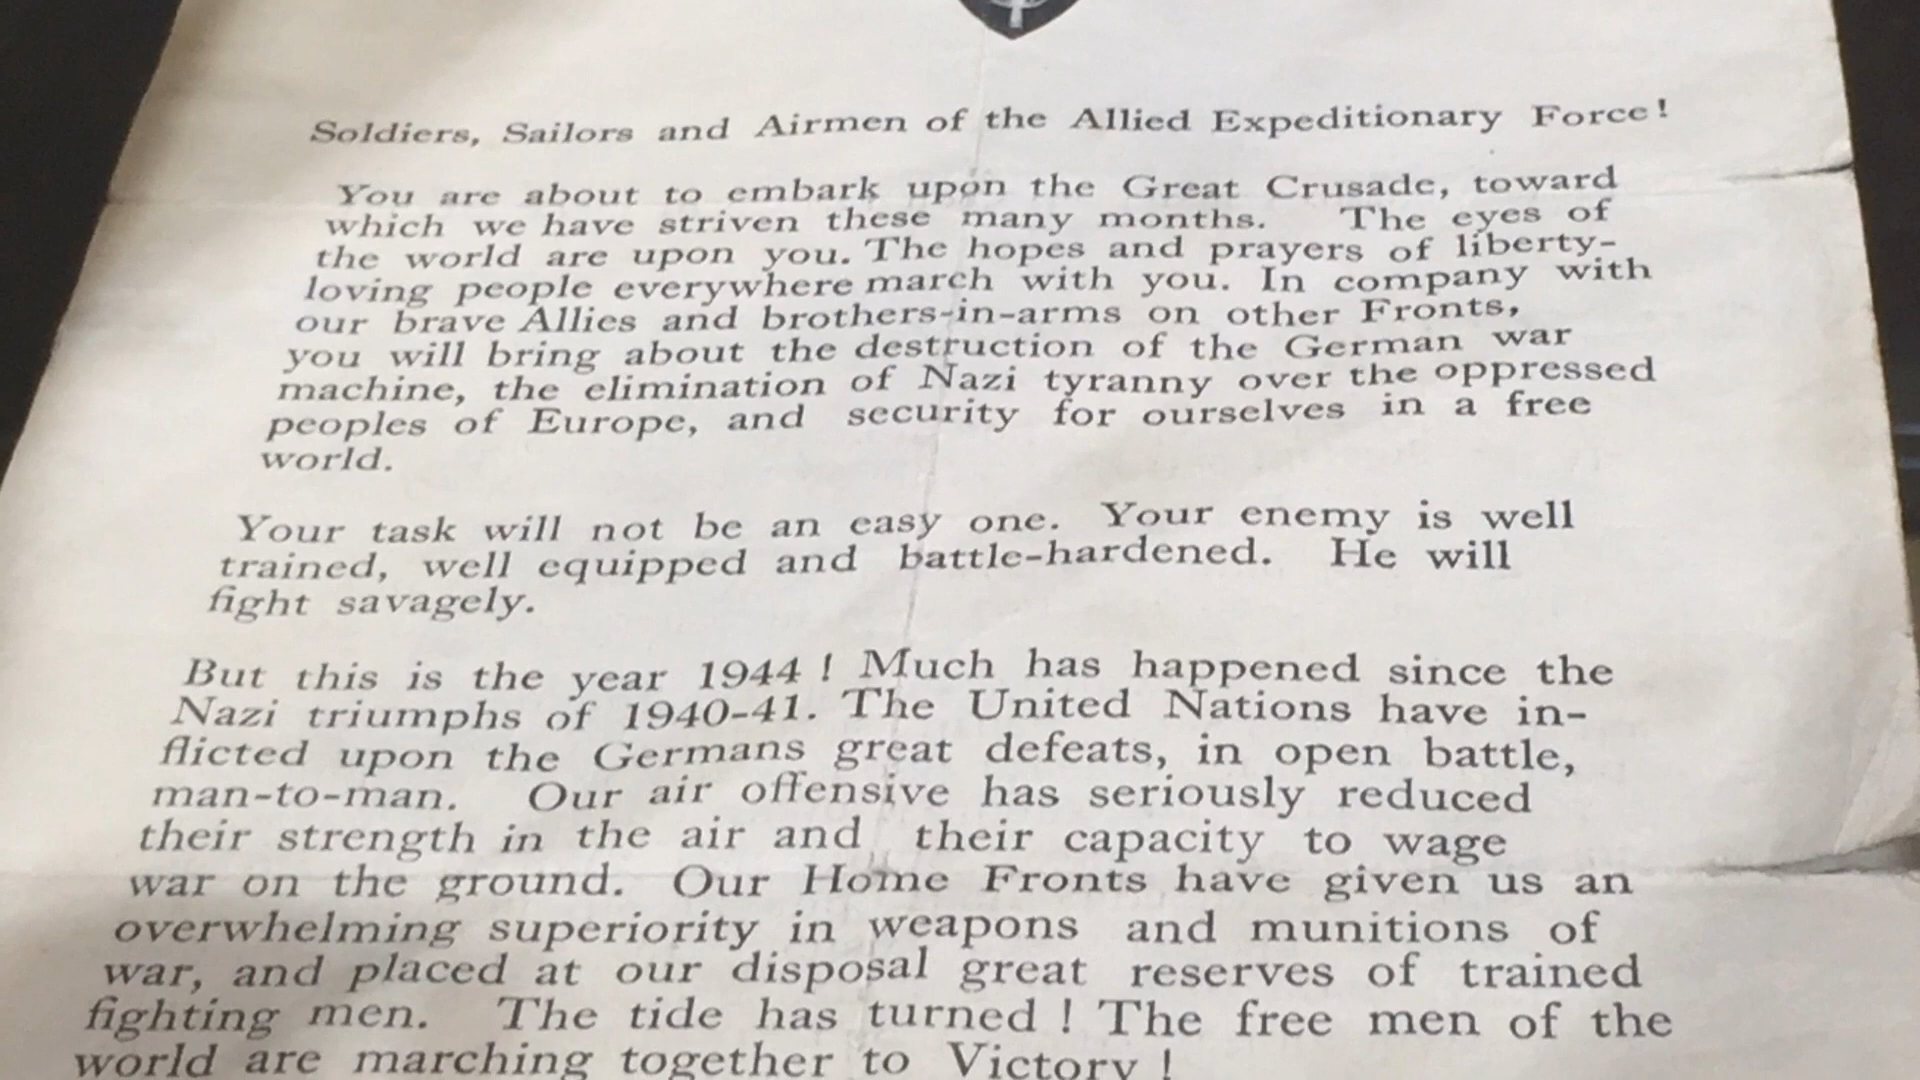 Soldiers, Sailors and Airmen of the Allied Expeditionary Force!
You are about to embark upon the Great Crusade, toward
which we have striven these many months. The eyes of
the world are upon you. The hopes and prayers of liberty-
loving people everywhere march with you. In company with
our brave Allies and brothers-in-arms on other Fronts,
you will bring about the destruction of the German war
machine, the elimination of Nazi tyranny over the oppressed
peoples of Europe, and security for ourselves in a free
world.
Your task will not be an easy one. Your enemy is well
trained, well equipped and battle-hardened. He will
fight savagely.
But this is the year 1944 ! Much has happened since the
Nazi triumphs of 1940-41. The United Nations have in-
flicted upon the Germans great defeats, in open battle,
man-to-man. Our air offensive has seriously reduced
their strength in the air and their capacity to wage
war on the ground. Our Home Fronts have given us an
overwhelming superiority in weapons and munitions of
war, and placed at our disposal great reserves of trained
fighting men. The tide has turned ! The free men of the
world are marching together to Victory !